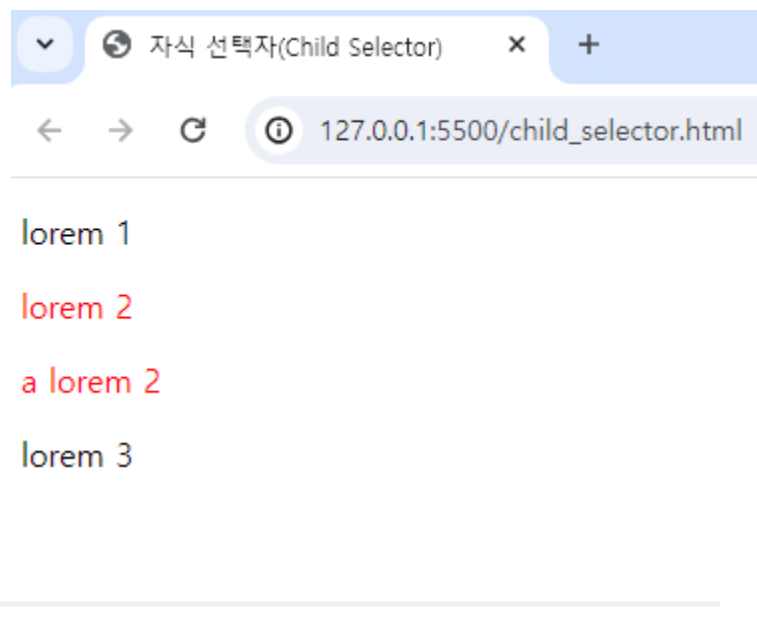 자식 선택자(Child Selector)
127.0.0.1:5500/child_selector.html
lorem 1
lorem 2
a lorem 2
lorem 3